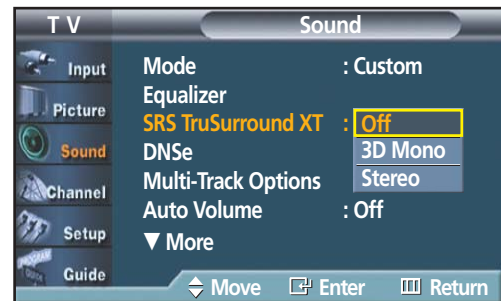 T V
Sound
Input
Picture
Sound
Channel
Setup
Guide
Mode : Custom
Equalizer
SRS TruSurround XT : Off
3D Mono
DNSe
Stereo
Multi-Track Options
Auto Volume : Off
▼ More
Move Enter Return